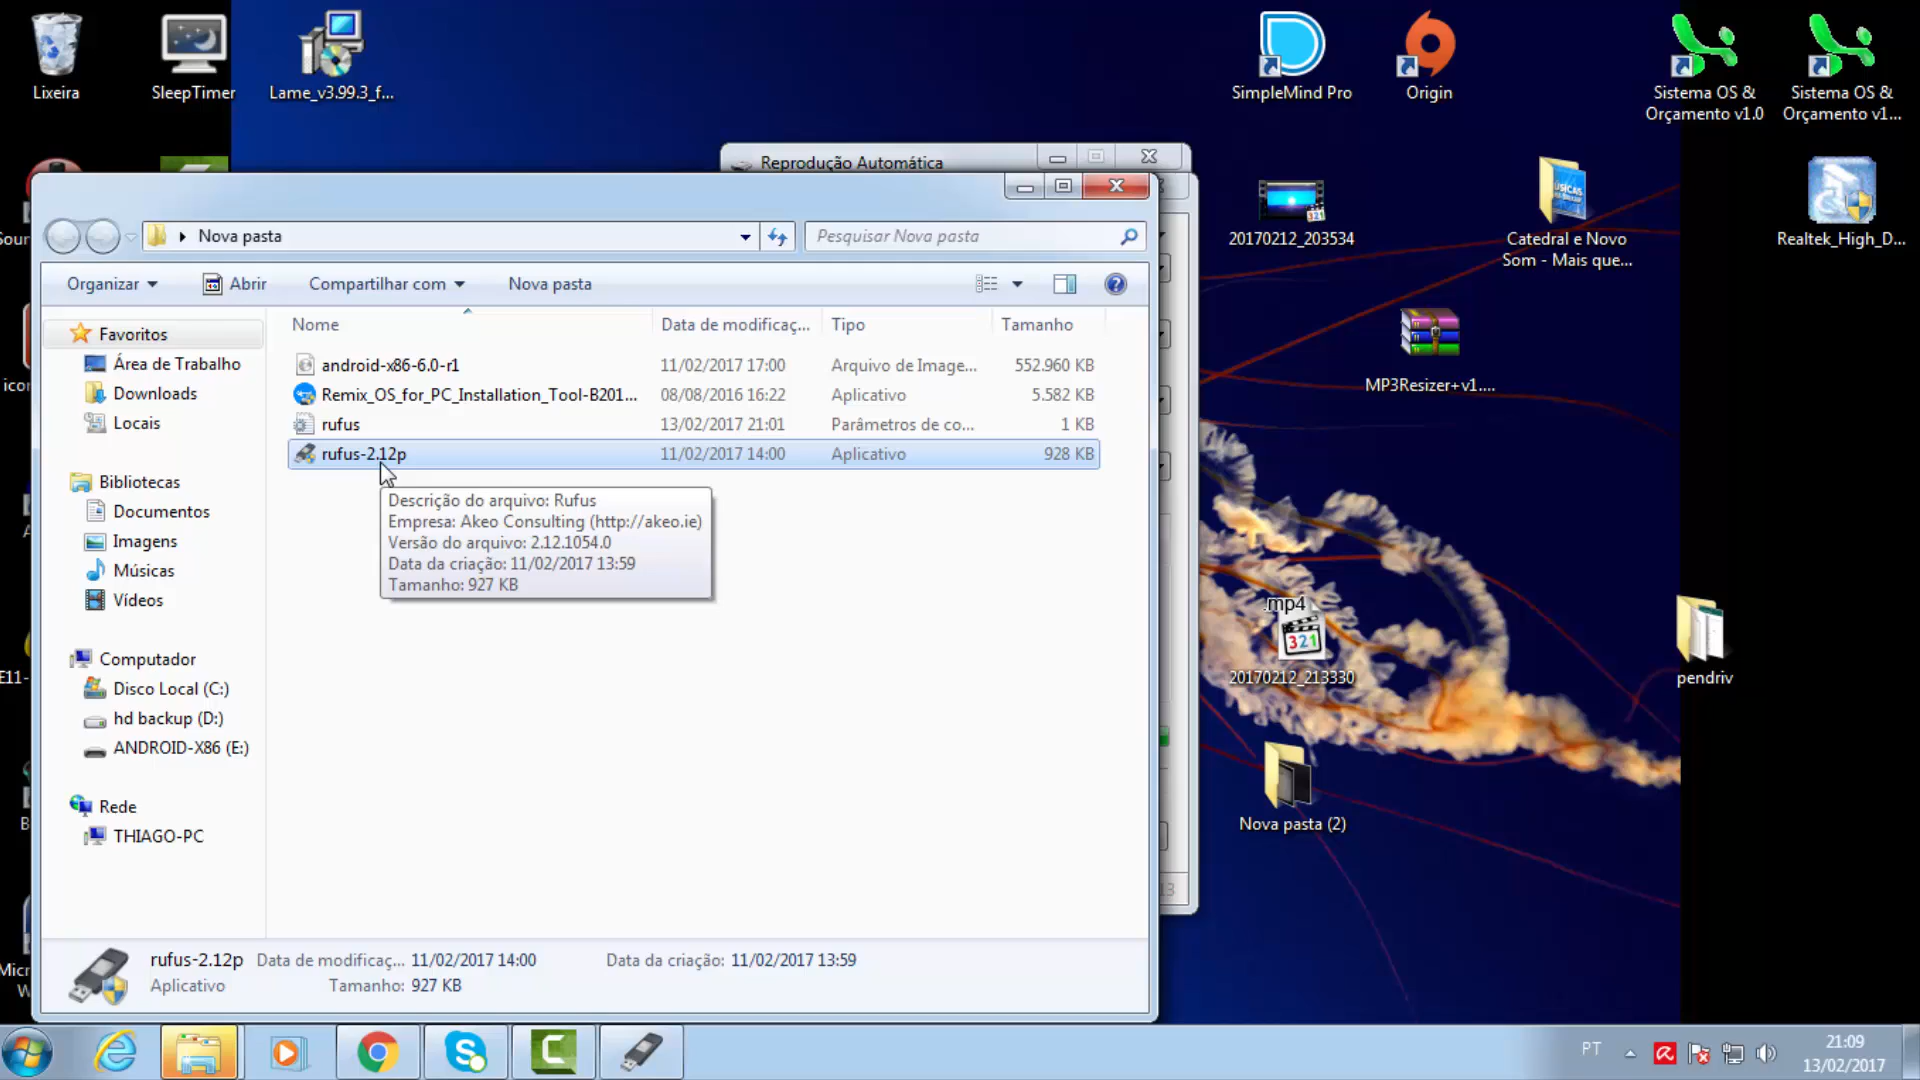 Lixeira
SleepTimer
Lame_v3.99.3_f...
SimpleMind Pro
Origin
Sistema OS &
Orçamento v1.0
Sistema OS &
Orçamento v1...
Reprodução Automática
20170212_203534
Catedral e Novo
Som - Mais que...
Realtek_High_D...
Nova pasta
Pesquisar Nova pasta
Organizar
Abrir
Compartilhar com
Nova pasta
Nome
Data de modificaç...
Tipo
Tamanho
android-x86-6.0-r1
11/02/2017 17:00
Arquivo de Image...
552.960 KB
Remix_OS_for_PC_Installation_Tool-B201...
08/08/2016 16:22
Aplicativo
5.582 KB
rufus
13/02/2017 21:01
Parâmetros de co...
1 KB
rufus-2.12p
11/02/2017 14:00
Aplicativo
928 KB
Descrição do arquivo: Rufus
Empresa: Akeo Consulting (http://akeo.ie)
Versão do arquivo: 2.12.1054.0
Data da criação: 11/02/2017 13:59
Tamanho: 927 KB
Favoritos
Área de Trabalho
Downloads
Locais
Bibliotecas
Documentos
Imagens
Músicas
Vídeos
Computador
Disco Local (C:)
hd backup (D:)
ANDROID-X86 (E:)
Rede
THIAGO-PC
MP3Resizer+v1....
.mp4
321
20170212_213330
pendriv
Nova pasta (2)
rufus-2.12p
Data de modificaç... 11/02/2017 14:00
Data da criação: 11/02/2017 13:59
Aplicativo
Tamanho: 927 KB
PT
21:09
13/02/2017